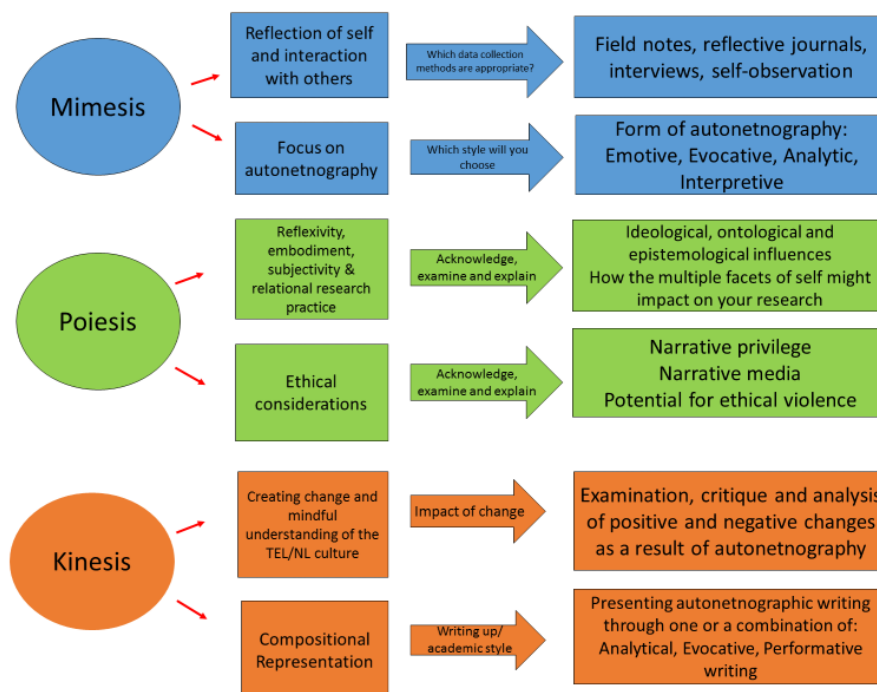 Mimesis
Reflection of self
and interaction
with others
Which data collection
methods are appropriate?
Field notes, reflective journals,
interviews, self-observation
Focus on
autonetnography
Which style will you
choose
Form of autonetnography:
Emotive, Evocative, Analytic,
Interpretive
Poiesis
Reflexivity,
embodiment,
subjectivity &
relational research
practice
Acknowledge,
examine and explain
Ideological, ontological and
epistemological influences
How the multiple facets of self might
impact on your research
Ethical
considerations
Acknowledge,
examine and explain
Narrative privilege
Narrative media
Potential for ethical violence
Kinesis
Creating change and
mindful
understanding of the
TEL/NL culture
Impact of change
Examination, critique and analysis
of positive and negative changes
as a result of autonetnography
Compositional
Representation
Writing up/
academic style
Presenting autonetnographic writing
through one or a combination of:
Analytical, Evocative, Performative
writing